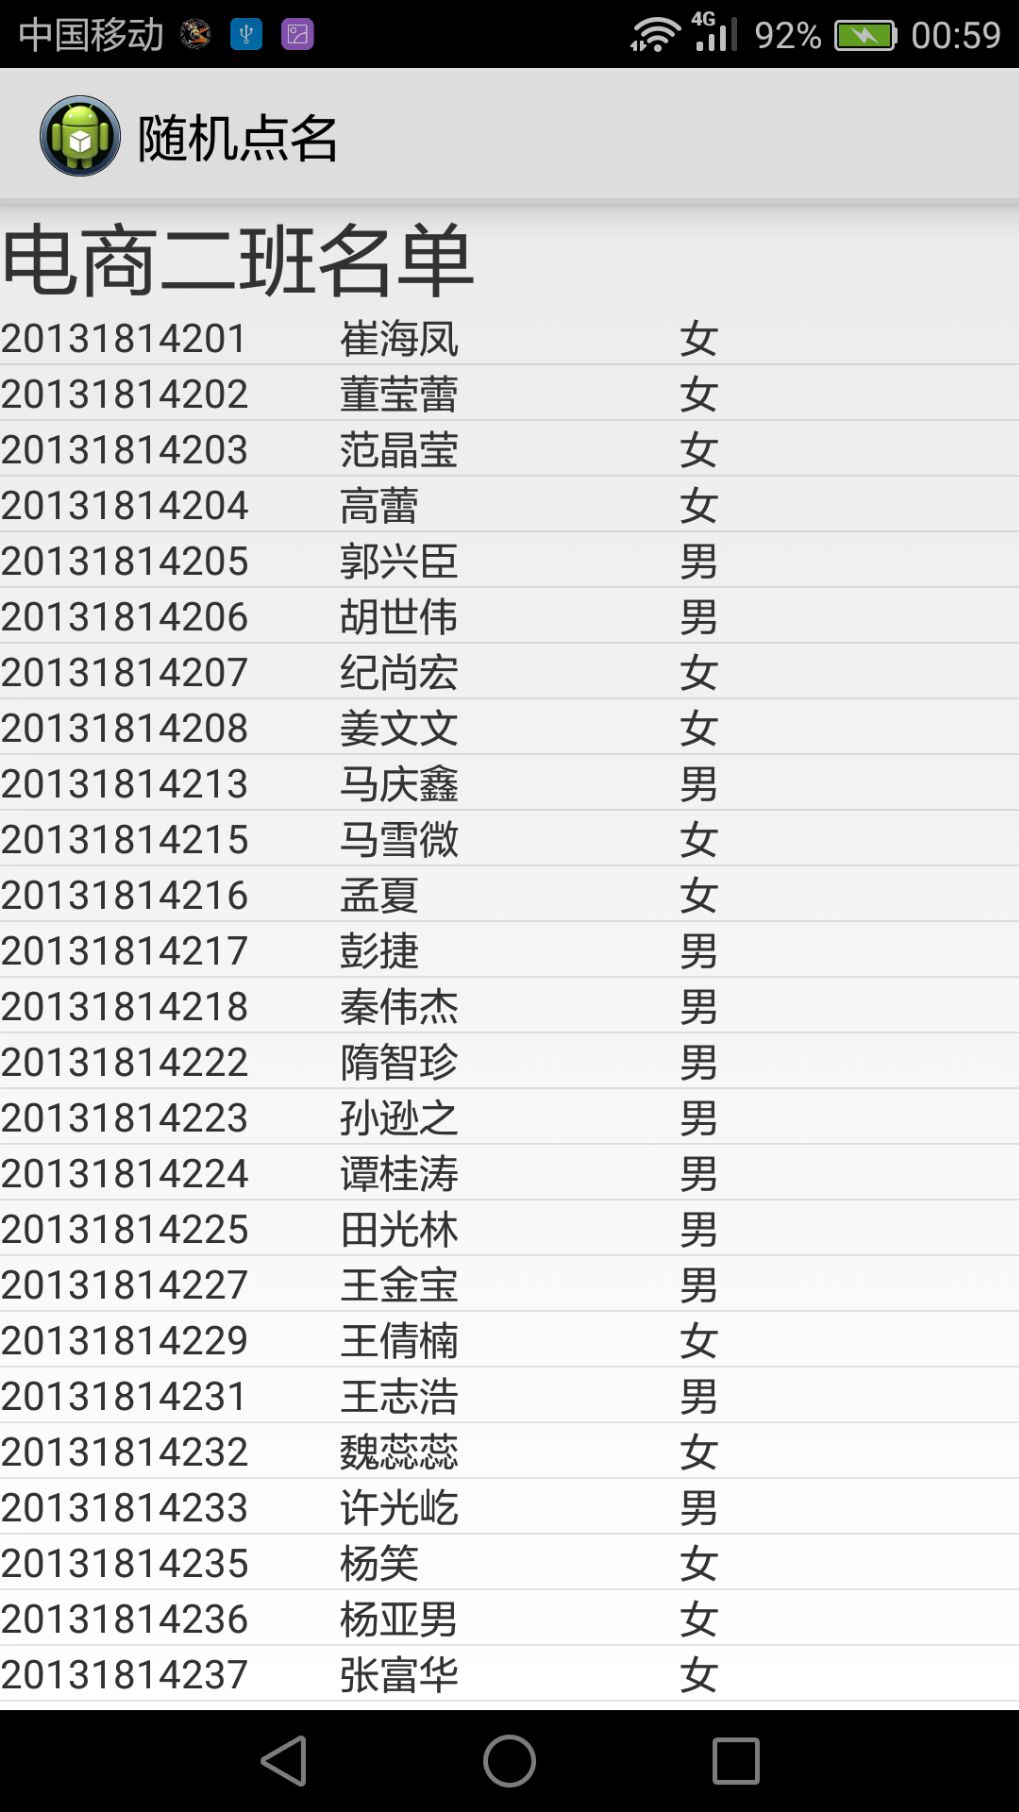 中国移动 4G 92% 00:59
随机点名
电商二班名单
20131814201 崔海凤 女
20131814202 董莹蕾 女
20131814203 范晶莹 女
20131814204 高蕾 女
20131814205 郭兴臣 男
20131814206 胡世伟 男
20131814207 纪尚宏 女
20131814208 姜文文 女
20131814213 马庆鑫 男
20131814215 马雪微 女
20131814216 孟夏 女
20131814217 彭捷 男
20131814218 秦伟杰 男
20131814222 隋智珍 男
20131814223 孙逊之 男
20131814224 谭桂涛 男
20131814225 田光林 男
20131814227 王金宝 男
20131814229 王倩楠 女
20131814231 王志浩 男
20131814232 魏蕊蕊 女
20131814233 许光屹 男
20131814235 杨笑 女
20131814236 杨亚男 女
20131814237 张富华 女